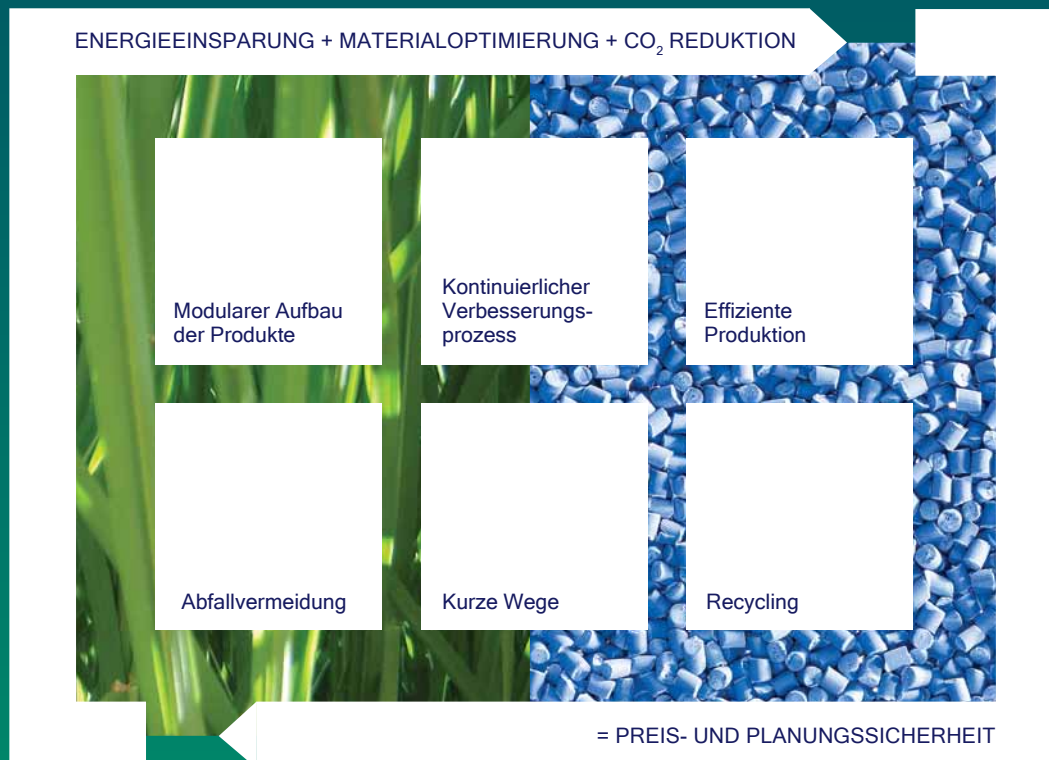 ENERGIEEINSPARUNG + MATERIALOPTIMIERUNG + CO₂ REDUKTION
Modularer Aufbau
der Produkte
Kontinuierlicher
Verbesserungs-
prozess
Effiziente
Produktion
Abfallvermeidung
Kurze Wege
Recycling
= PREIS- UND PLANUNGSSICHERHEIT